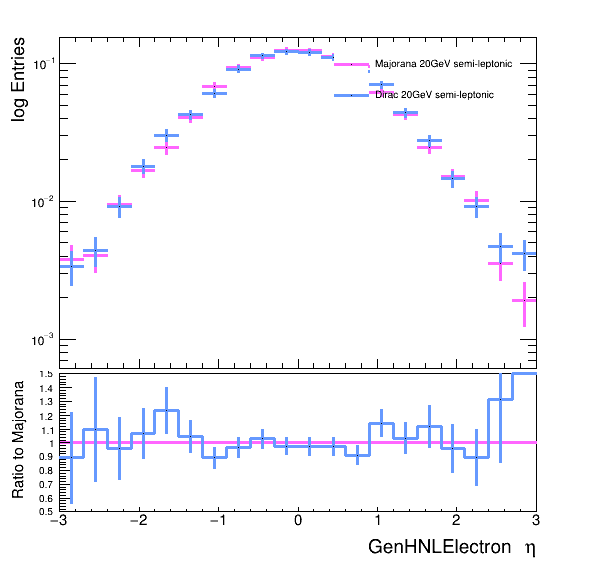 log Entries
10⁻¹
10⁻²
10⁻³
Majorana 20GeV semi-leptonic
Dirac 20GeV semi-leptonic
Ratio to Majorana
1.5
1.4
1.3
1.2
1.1
1
0.9
0.8
0.7
0.6
0.5
−3 −2 −1 0 1 2 3
GenHNLElectron η